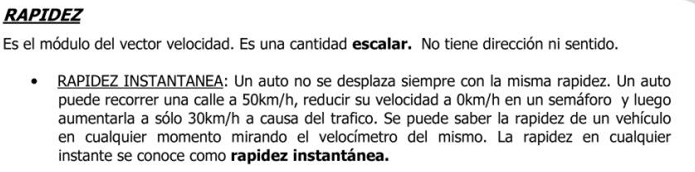 RAPIDEZ
Es el módulo del vector velocidad. Es una cantidad escalar. No tiene dirección ni sentido.
• RAPIDEZ INSTANTANEA: Un auto no se desplaza siempre con la misma rapidez. Un auto
puede recorrer una calle a 50km/h, reducir su velocidad a 0km/h en un semáforo y luego
aumentarla a sólo 30km/h a causa del trafico. Se puede saber la rapidez de un vehículo
en cualquier momento mirando el velocímetro del mismo. La rapidez en cualquier
instante se conoce como rapidez instantánea.